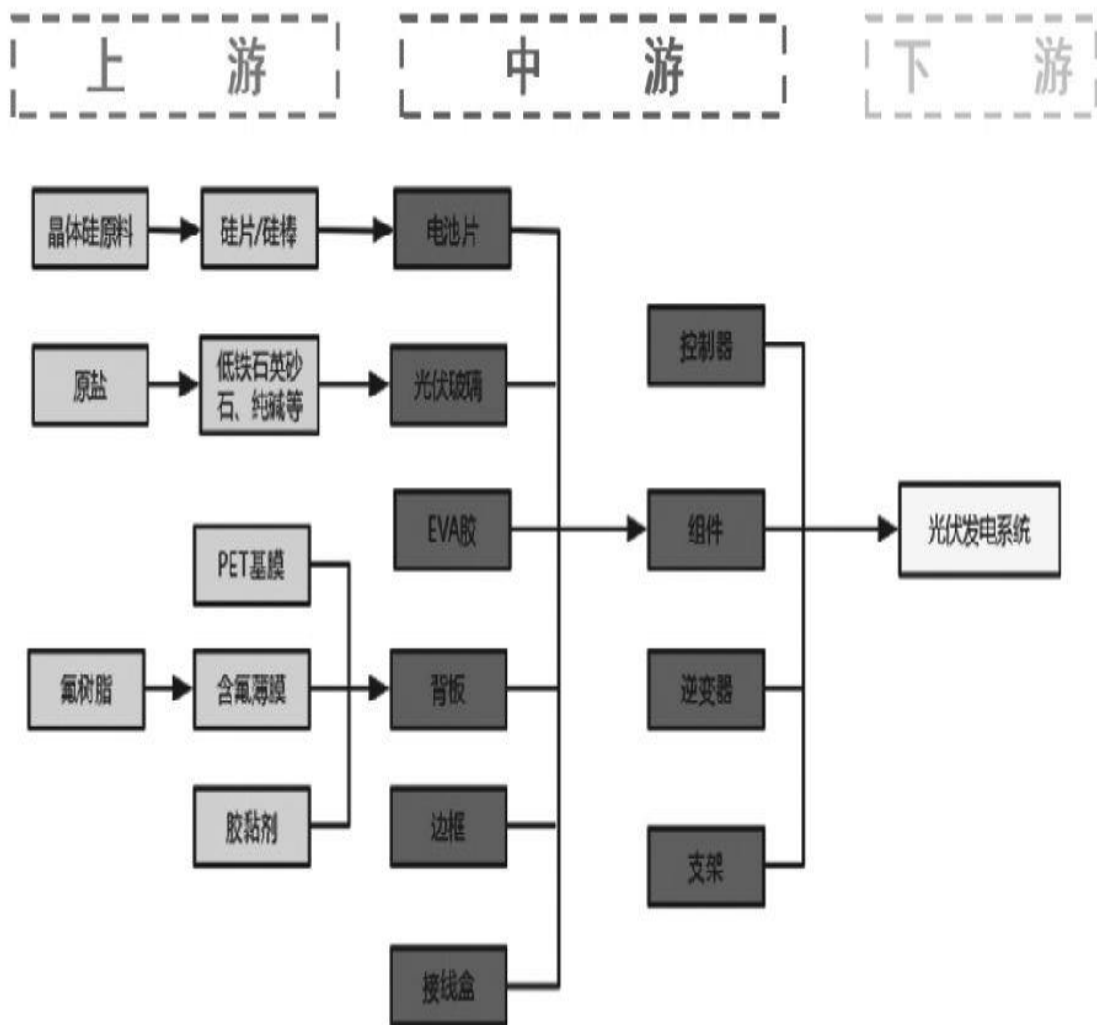 上 游
中 游
下 游
晶体硅原料
硅片/硅棒
电池片
原盐
低铁石英砂
石、纯碱等
光伏玻璃
控制器
EVA胶
组件
光伏发电系统
PET基膜
氟树脂
含氟薄膜
背板
逆变器
胶黏剂
边框
支架
接线盒